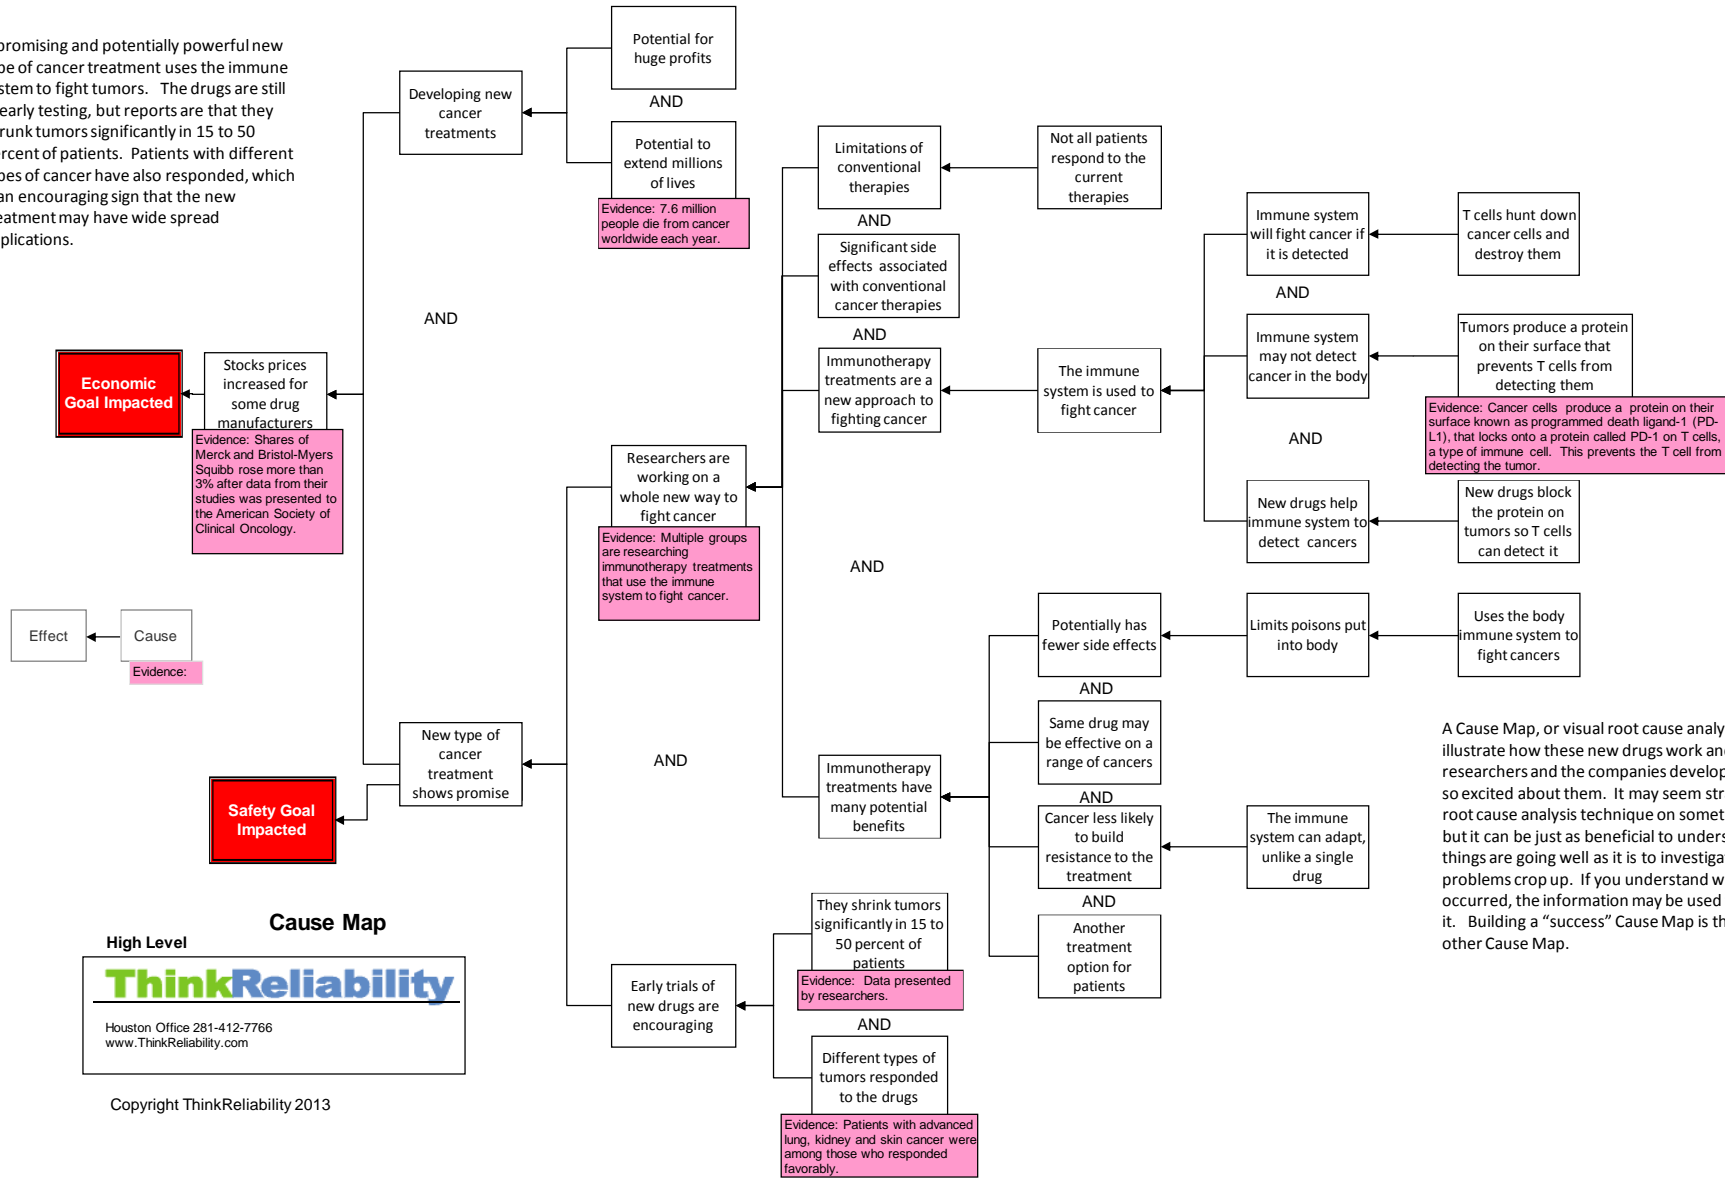 promising and potentially powerful new
of cancer treatment uses the immune
to fight tumors. The drugs are still
early testing, but reports are that they
tumors significantly in 15 to 50
of patients. Patients with different
of cancer have also responded, which
an encouraging sign that the new
may have wide spread
Potential for
huge profits
AND
Developing new
cancer
treatments
Potential to
extend millions
of lives
Evidence: 7.6 million
people die from cancer
worldwide each year.
AND
Limitations of
conventional
therapies
Not all patients
respond to the
current
therapies
AND
Significant side
effects associated
with conventional
cancer therapies
AND
Immunotherapy
treatments are a
new approach to
fighting cancer
The immune
system is used to
fight cancer
Immune system
will fight cancer if
it is detected
T cells hunt down
cancer cells and
destroy them
AND
Immune system
may not detect
cancer in the body
Tumors produce a protein
on their surface that
prevents T cells from
detecting them
Evidence: Cancer cells produce a protein on their
surface known as programmed death ligand-1 (PD-
L1), that locks onto a protein called PD-1 on T cells,
a type of immune cell. This prevents the T cell from
detecting the tumor.
AND
New drugs help
immune system to
detect cancers
New drugs block
the protein on
tumors so T cells
can detect it
Economic
Goal Impacted
Stocks prices
increased for
some drug
manufacturers
Evidence: Shares of
Merck and Bristol-Myers
Squibb rose more than
3% after data from their
studies was presented to
the American Society of
Clinical Oncology.
Researchers are
working on a
whole new way to
fight cancer
Evidence: Multiple groups
are researching
immunotherapy treatments
that use the immune
system to fight cancer.
AND
Effect
Cause
Evidence:
Potentially has
fewer side effects
Limits poisons put
into body
Uses the body
immune system to
fight cancers
AND
Same drug may
be effective on a
range of cancers
AND
Cancer less likely
to build
resistance to the
treatment
The immune
system can adapt,
unlike a single
drug
AND
Another
treatment
option for
patients
Immunotherapy
treatments have
many potential
benefits
New type of
cancer
treatment
shows promise
AND
Safety Goal
Impacted
They shrink tumors
significantly in 15 to
50 percent of
patients
Evidence: Data presented
by researchers.
AND
Different types of
tumors responded
to the drugs
Evidence: Patients with advanced
lung, kidney and skin cancer were
among those who responded
favorably.
Early trials of
new drugs are
encouraging
A Cause Map, or visual root cause
illustrate how these new drugs work
researchers and the companies
so excited about them. It may seem
root cause analysis technique on
but it can be just as beneficial to
things are going well as it is to
problems crop up. If you understand
occurred, the information may be used
it. Building a “success” Cause Map is
other Cause Map.
Cause Map
High Level
ThinkReliability
Houston Office 281-412-7766
www.ThinkReliability.com
Copyright ThinkReliability 2013